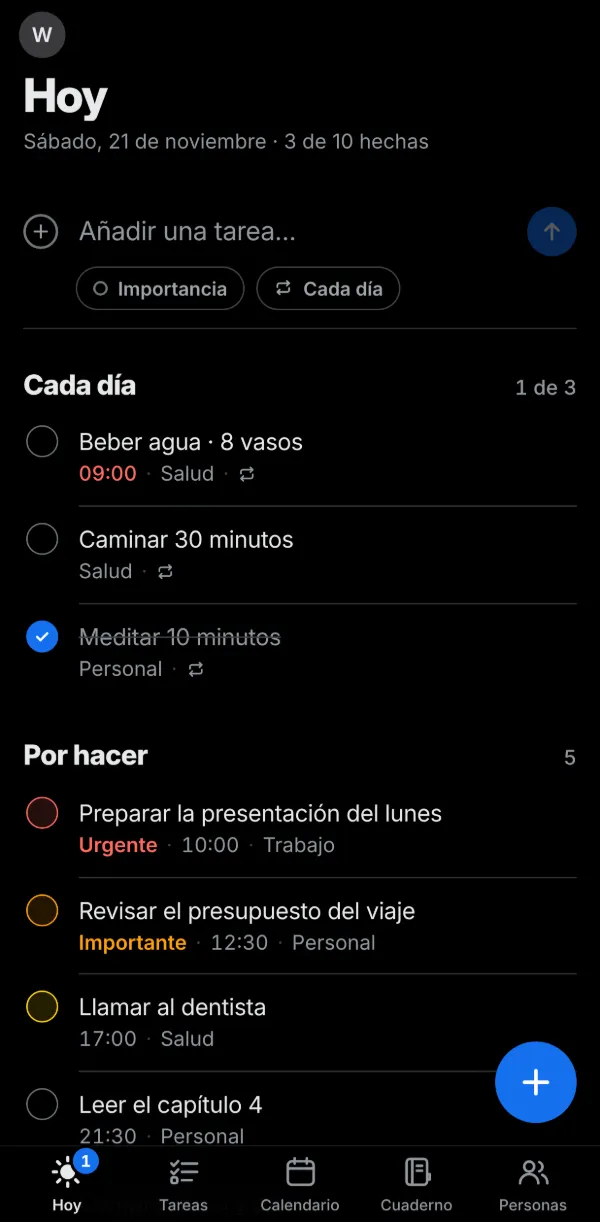 W
Hoy
Sábado, 21 de noviembre · 3 de 10 hechas
Añadir una tarea...
Importancia
Cada día
Cada día
1 de 3
Beber agua · 8 vasos
09:00 · Salud ·
Caminar 30 minutos
Salud ·
Meditar 10 minutos
Personal ·
Por hacer
5
Preparar la presentación del lunes
Urgente · 10:00 · Trabajo
Revisar el presupuesto del viaje
Importante · 12:30 · Personal
Llamar al dentista
17:00 · Salud
Leer el capítulo 4
21:30 · Personal
1
Hoy
Tareas
Calendario
Cuaderno
Personas